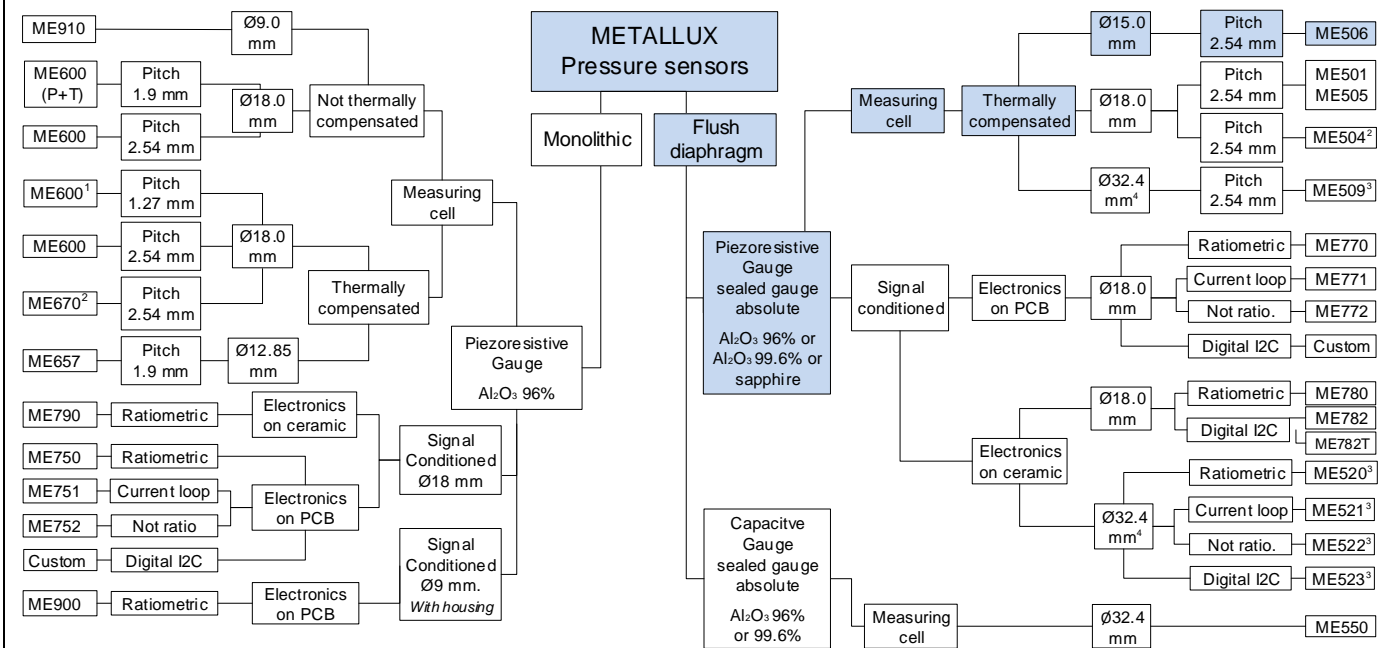 METALLUX
Pressure sensors
Monolithic
Flush
diaphragm
ME910
Ø9.0
mm
ME600
(P+T)
Pitch
1.9 mm
Ø18.0
mm
Not thermally
compensated
ME600
Pitch
2.54 mm
ME600¹
Pitch
1.27 mm
Measuring
cell
ME600
Pitch
2.54 mm
Ø18.0
mm
ME670²
Pitch
2.54 mm
Thermally
compensated
ME657
Pitch
1.9 mm
Ø12.85
mm
Piezoresistive
Gauge
Al₂O₃ 96%
ME790
Ratiometric
Electronics
on ceramic
Signal
Conditioned
Ø18 mm
ME750
Ratiometric
ME751
Current loop
Electronics
on PCB
ME752
Not ratio
Custom
Digital I2C
Signal
Conditioned
Ø9 mm.
With housing
ME900
Ratiometric
Electronics
on PCB
Measuring
cell
Thermally
compensated
Ø15.0
mm
Pitch
2.54 mm
ME506
Ø18.0
mm
Pitch
2.54 mm
ME501
ME505
Pitch
2.54 mm
ME504²
Ø32.4
mm⁴
Pitch
2.54 mm
ME509³
Piezoresistive
Gauge
sealed gauge
absolute
Al₂O₃ 96% or
Al₂O₃ 99.6% or
sapphire
Signal
conditioned
Electronics
on PCB
Ø18.0
mm
Ratiometric
ME770
Current loop
ME771
Not ratio.
ME772
Digital I2C
Custom
Electronics
on ceramic
Ø18.0
mm
Ratiometric
ME780
Digital I2C
ME782
ME782T
Ø32.4
mm⁴
Ratiometric
ME520³
Current loop
ME521³
Not ratio.
ME522³
Digital I2C
ME523³
Capacitve
Gauge
sealed gauge
absolute
Al₂O₃ 96%
or 99.6%
Measuring
cell
Ø32.4
mm
ME550